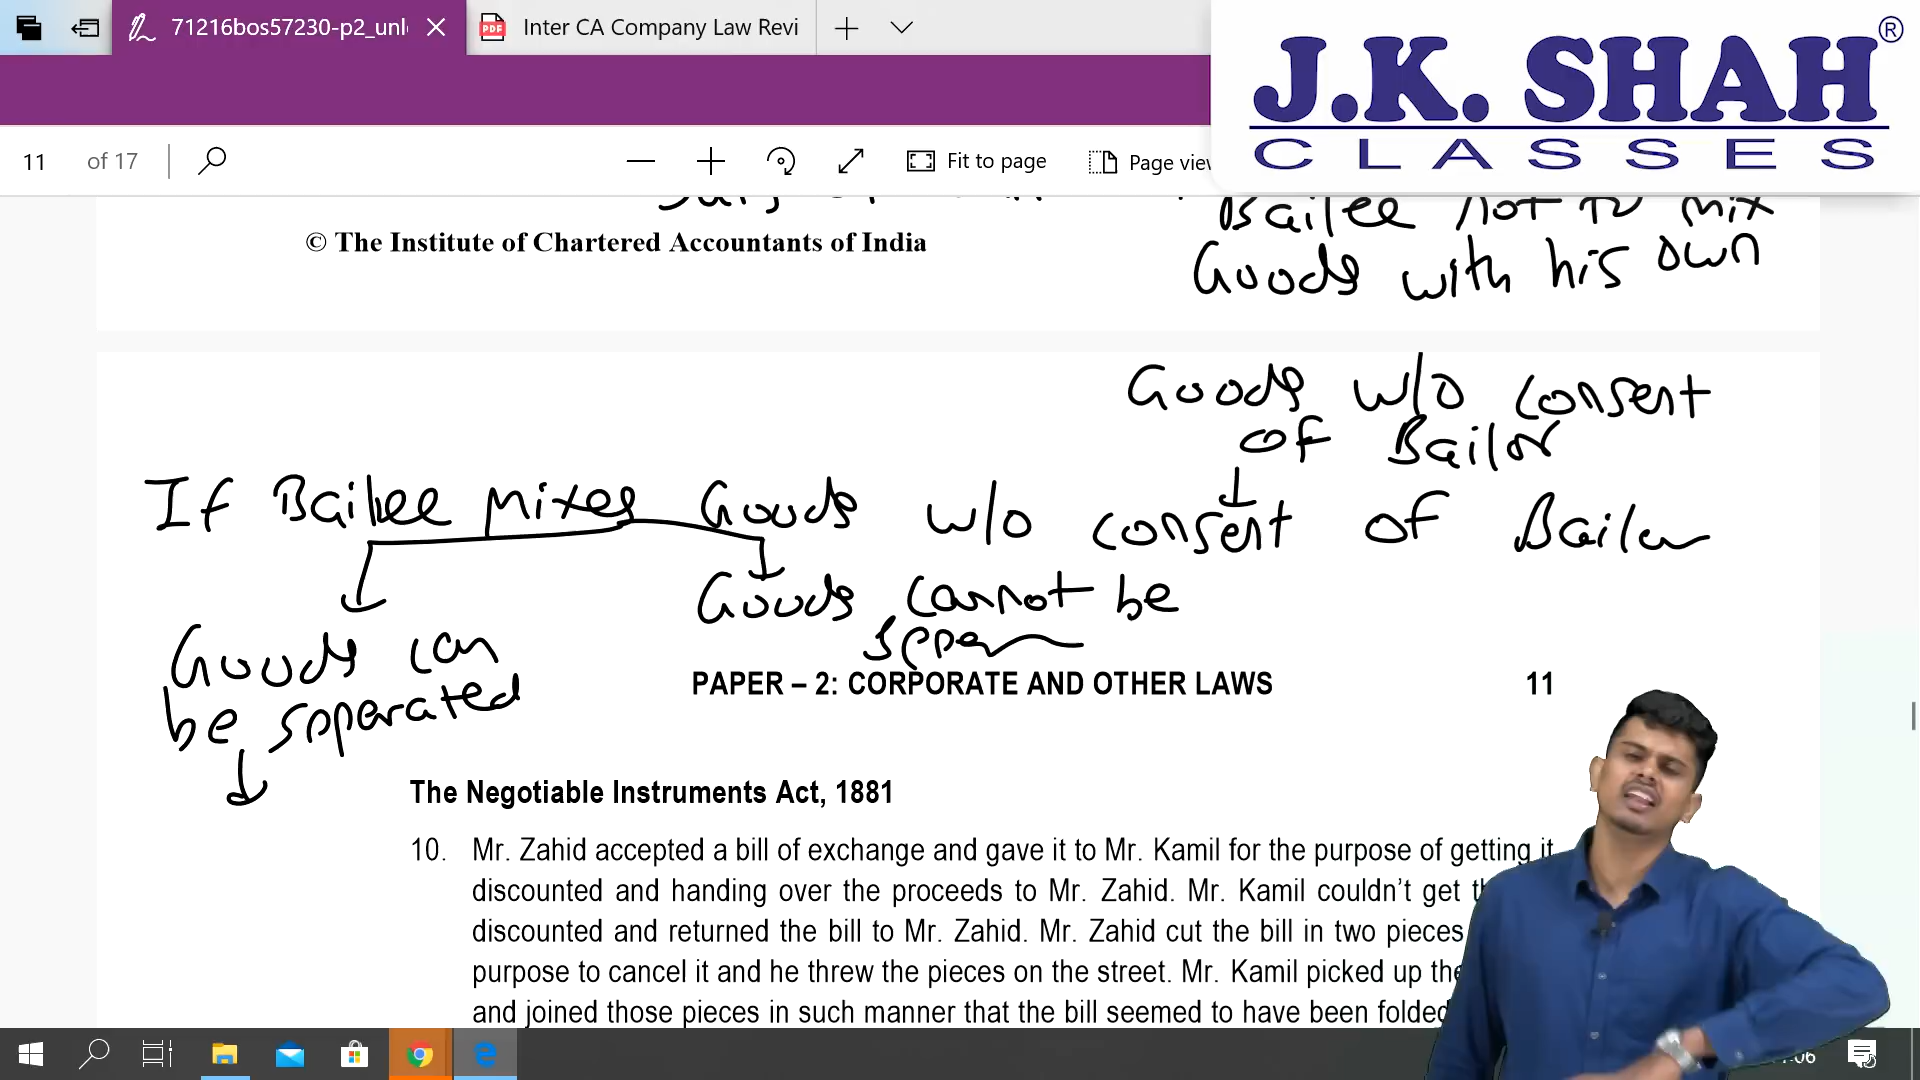 71216bos57230-p2_unl
Inter CA Company Law Revi
J.K. SHAH®
CLASSES
11 of 17
Fit to page
Page view
Bailee not to mix
© The Institute of Chartered Accountants of India
Goods with his own
Goods w/o consent
of Bailor
If Bailee mixes Goods w/o consent of Bailor
Goods cannot be
Goods can
be seperated
PAPER – 2: CORPORATE AND OTHER LAWS 11
The Negotiable Instruments Act, 1881
10. Mr. Zahid accepted a bill of exchange and gave it to Mr. Kamil for the purpose of getting it
discounted and handing over the proceeds to Mr. Zahid. Mr. Kamil couldn't get
discounted and returned the bill to Mr. Zahid. Mr. Zahid cut the bill in two pieces
purpose to cancel it and he threw the pieces on the street. Mr. Kamil picked up
and joined those pieces in such manner that the bill seemed to have been folded